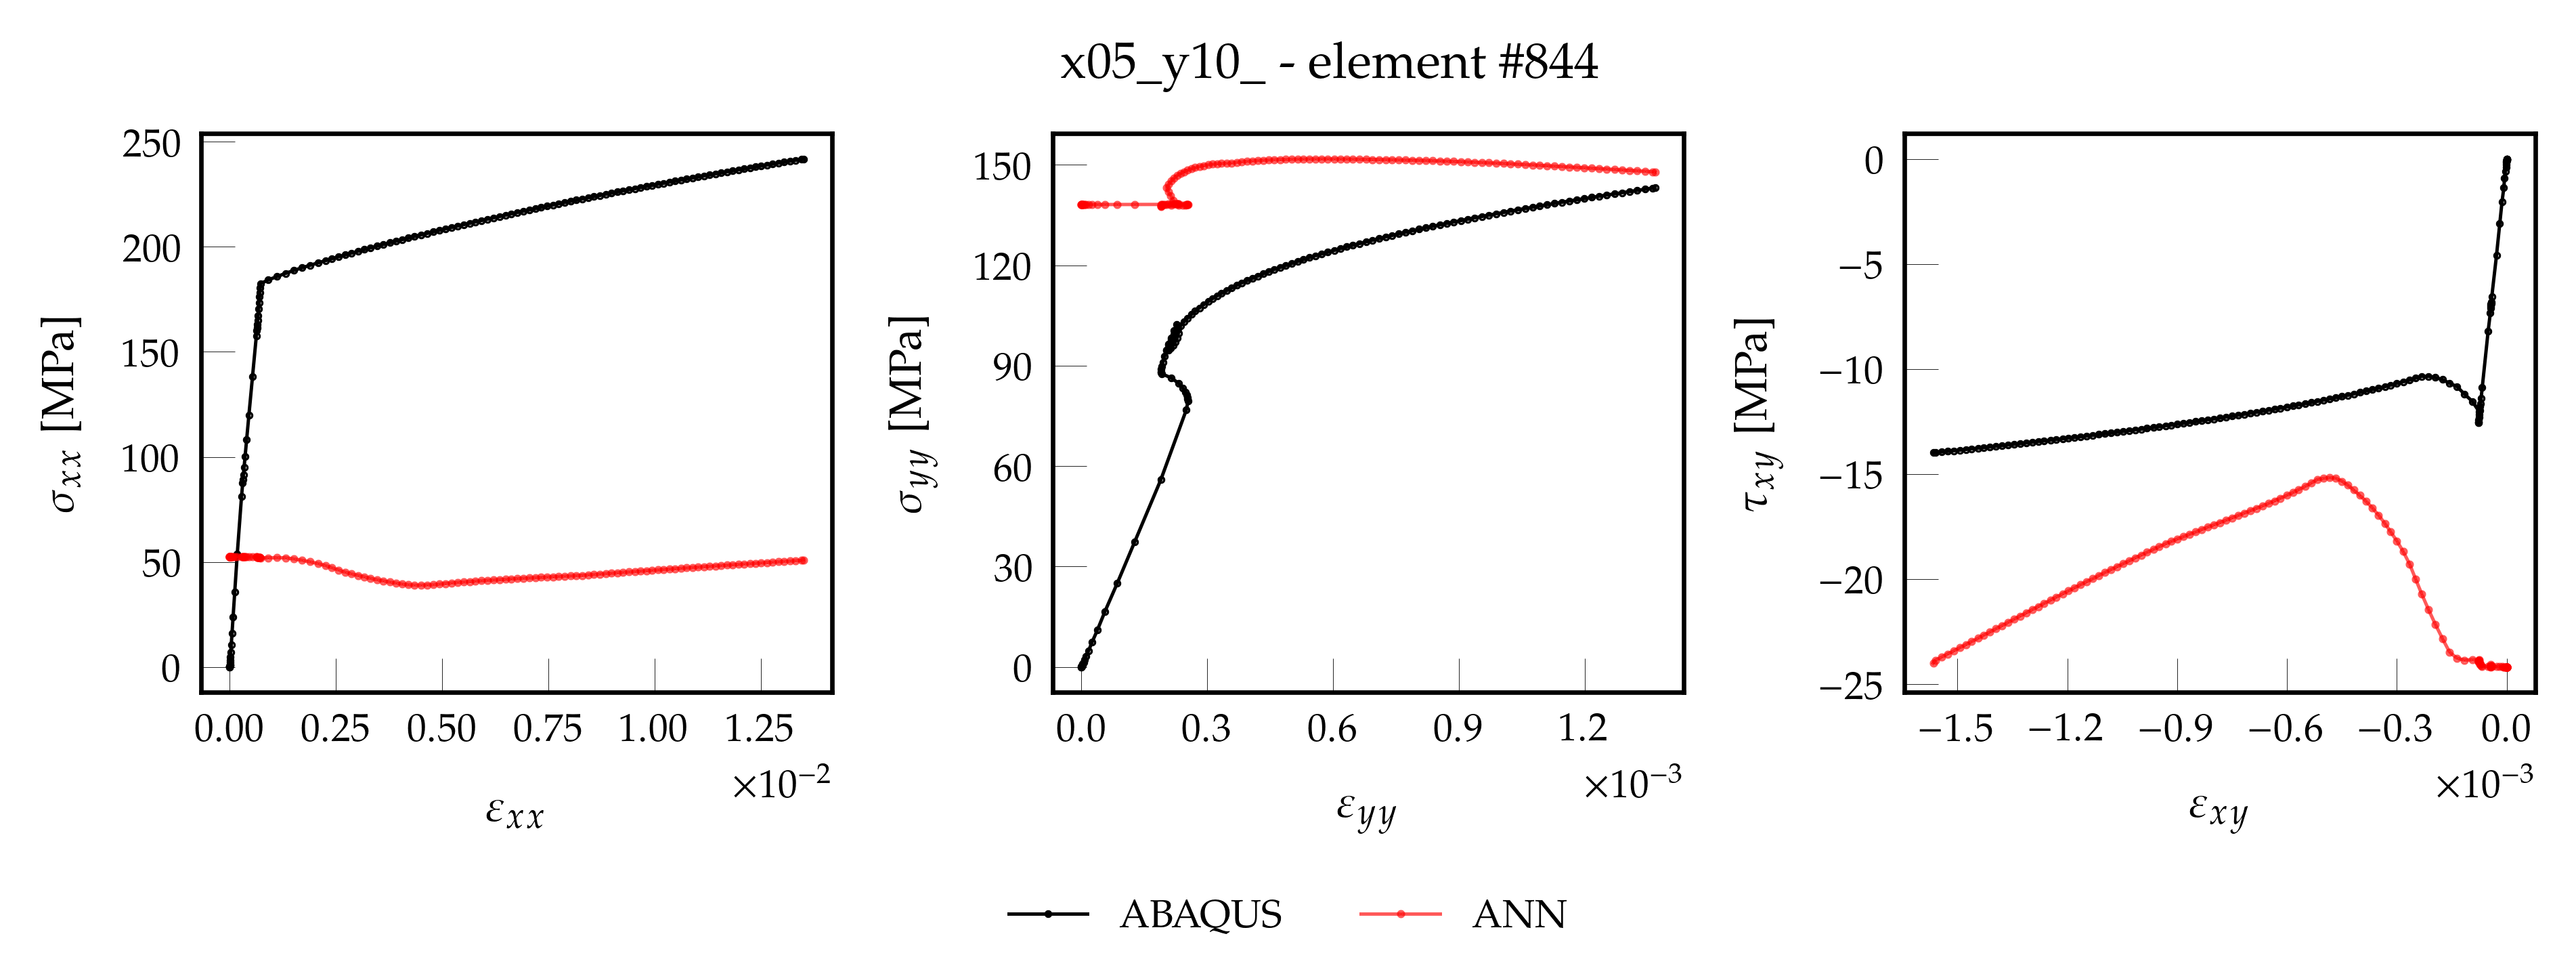 x05_y10_ - element #844
250
200
150
100
50
0
σxx [MPa]
0.00 0.25 0.50 0.75 1.00 1.25
×10−2
εxx
150
120
90
60
30
0
σyy [MPa]
0.0 0.3 0.6 0.9 1.2
×10−3
εyy
0
−5
−10
−15
−20
−25
τxy [MPa]
−1.5 −1.2 −0.9 −0.6 −0.3 0.0
×10−3
εxy
ABAQUS ANN